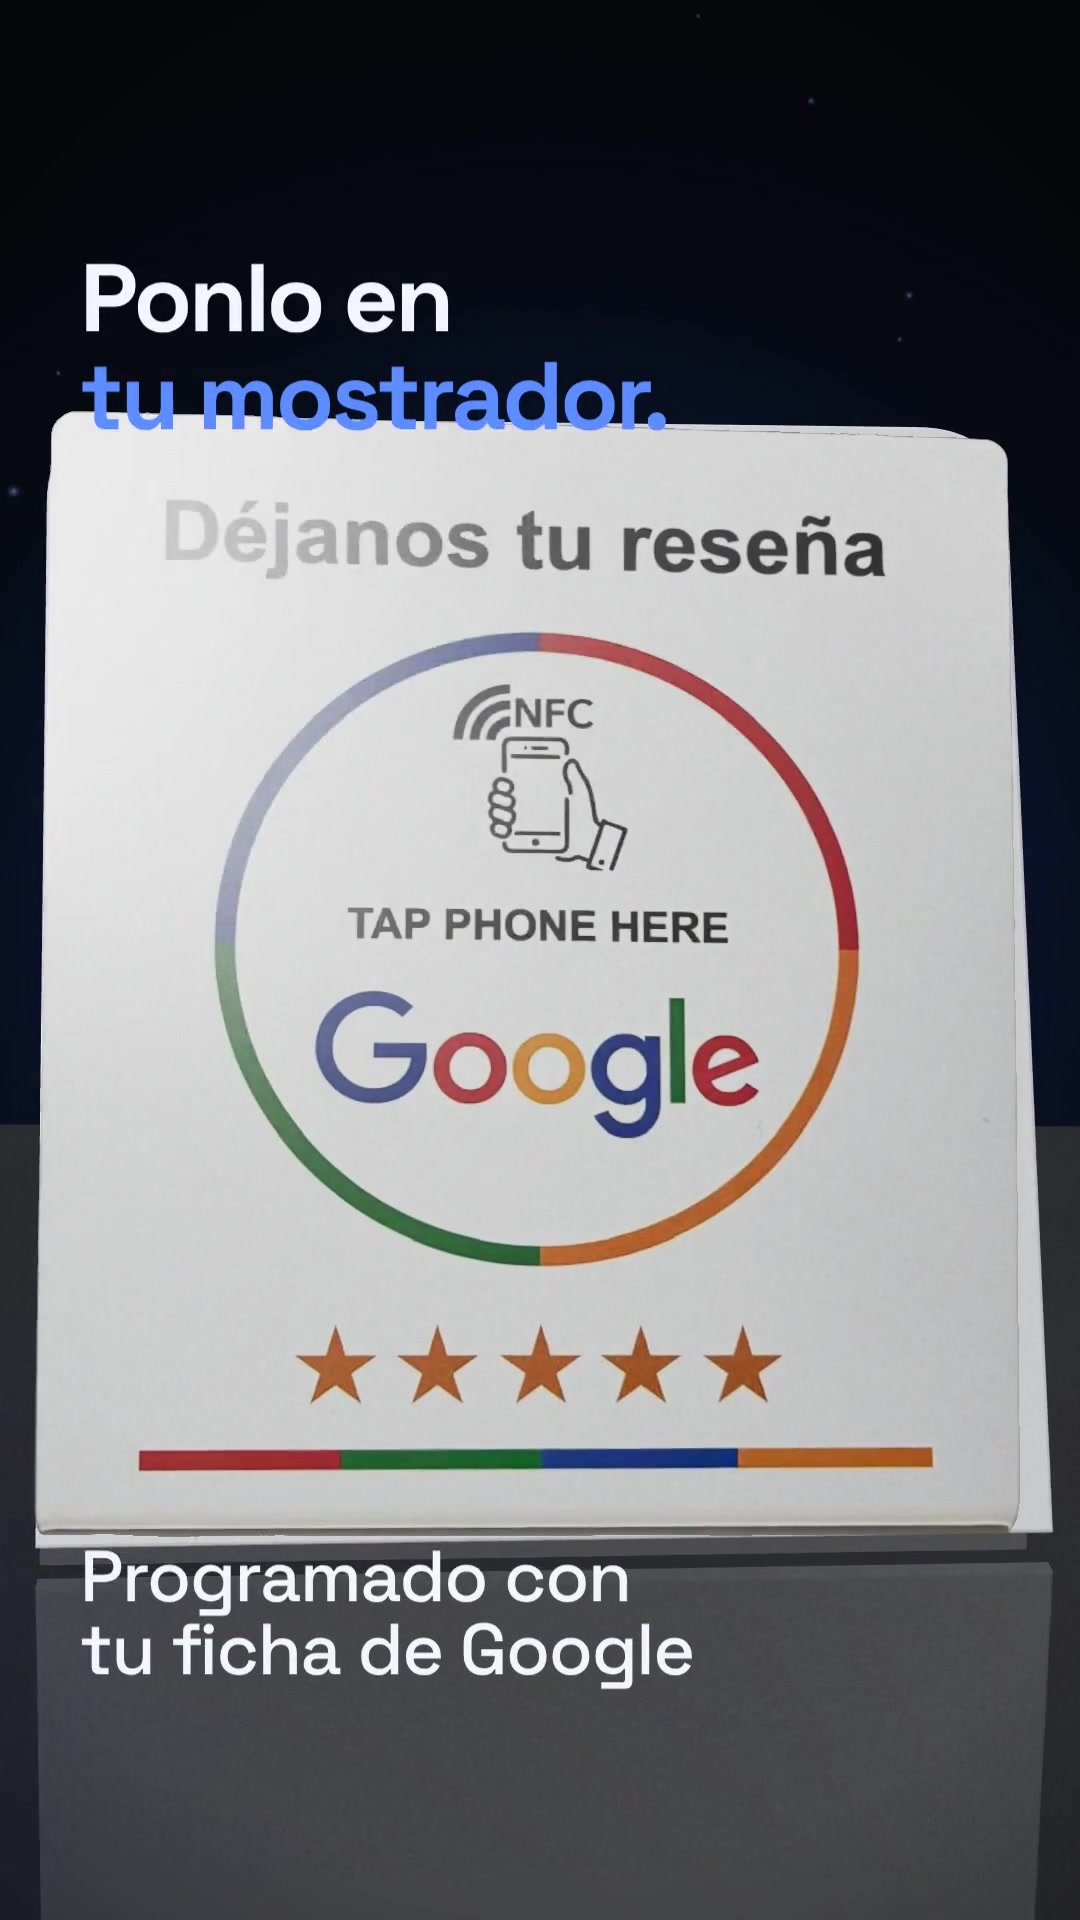 Ponlo en
tu mostrador.
Déjanos tu reseña
NFC
TAP PHONE HERE
Google
Programado con
tu ficha de Google